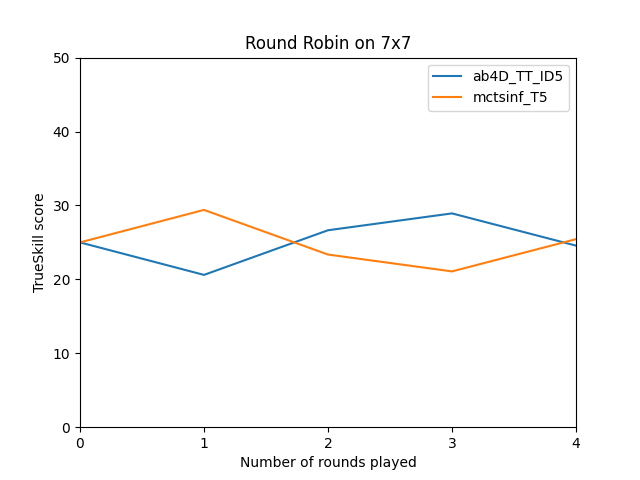 Round Robin on 7x7
ab4D_TT_ID5
mctsinf_T5
TrueSkill score
50
40
30
20
10
0
0 1 2 3 4
Number of rounds played